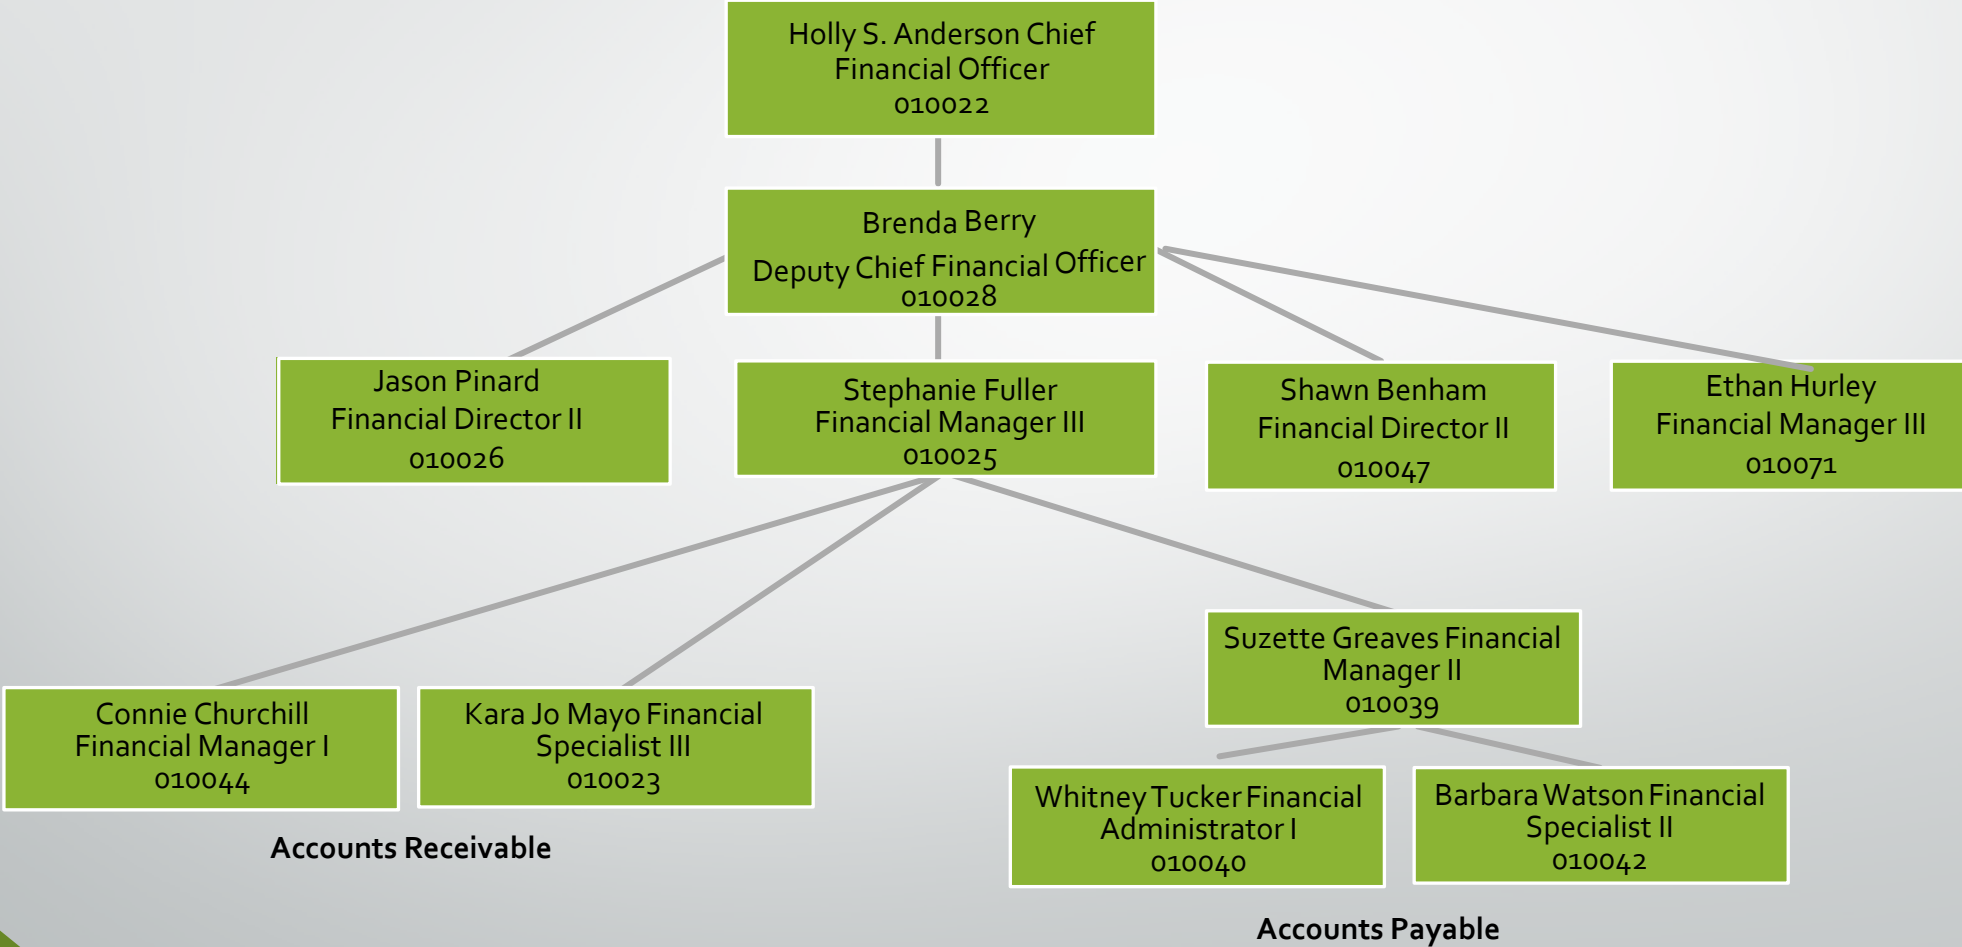 Holly S. Anderson Chief
Financial Officer
010022
Brenda Berry
Deputy Chief Financial Officer
010028
Jason Pinard
Financial Director II
010026
Stephanie Fuller
Financial Manager III
010025
Shawn Benham
Financial Director II
010047
Ethan Hurley
Financial Manager III
010071
Connie Churchill
Financial Manager I
010044
Kara Jo Mayo Financial
Specialist III
010023
Accounts Receivable
Suzette Greaves Financial
Manager II
010039
Whitney Tucker Financial
Administrator I
010040
Barbara Watson Financial
Specialist II
010042
Accounts Payable